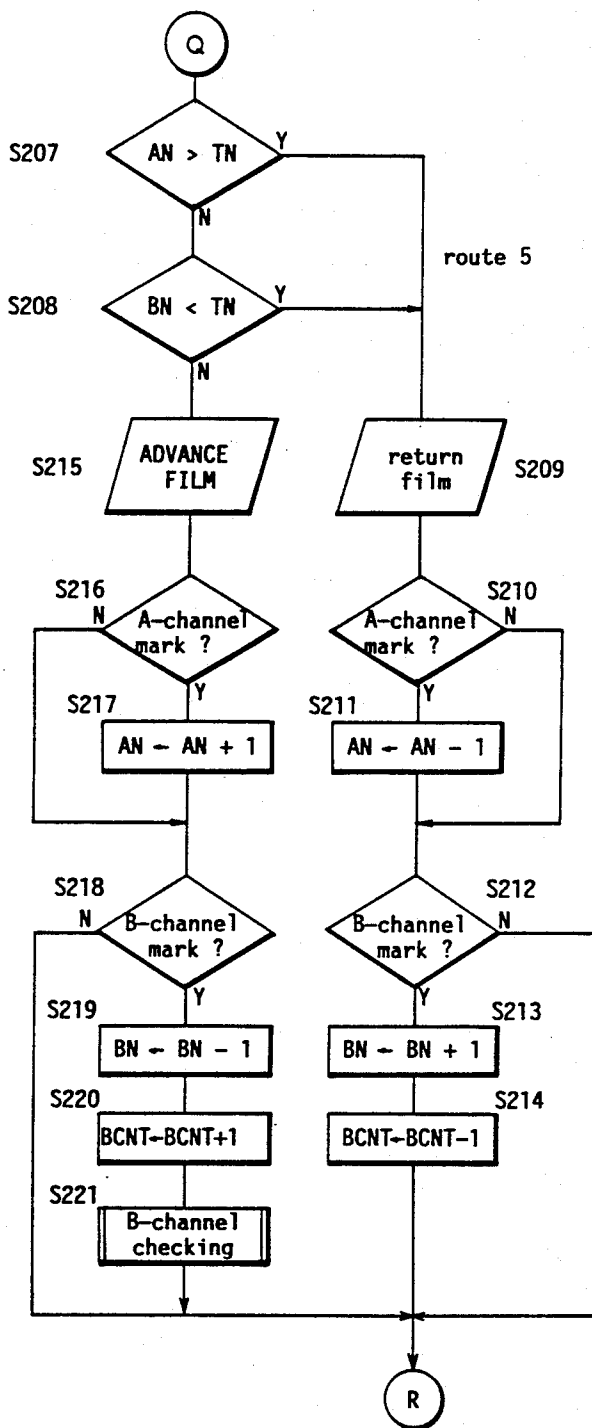 Q
S207
AN > TN
Y
N
route 5
S208
BN < TN
Y
N
S215
ADVANCE
FILM
return
film
S209
S216
N
A-channel
mark ?
Y
S210
A-channel
mark ?
N
Y
S217
AN ← AN + 1
S211
AN ← AN - 1
S218
N
B-channel
mark ?
Y
S212
B-channel
mark ?
N
Y
S219
BN ← BN - 1
S213
BN ← BN + 1
S220
BCNT←BCNT+1
S214
BCNT←BCNT-1
S221
B-channel
checking
R